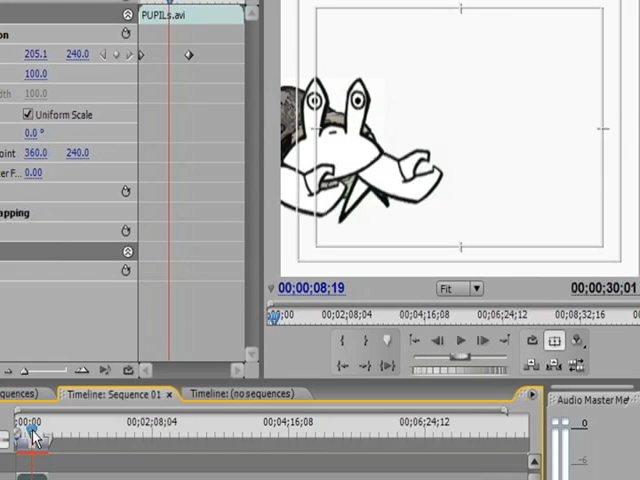 PUPILs.avi
on
205.1 240.0
100.0
dth 100.0
Uniform Scale
0.0 °
oint 360.0 240.0
cer F... 0.00
apping
00;00;08;19 Fit 00;00;30;01
;00 00;02;08;04 00;04;16;08 00;06;24;12 00;08;32;16 00;
quences) Timeline: Sequence 01 × Timeline: (no sequences)
;00;00 00;02;08;04 00;04;16;08 00;06;24;12
Audio Master Me
0
-6